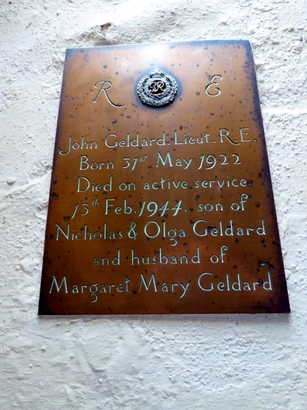 R E
John Geldard. Lieut. R.E.
Born 31st May 1922
Died on active service
15th Feb. 1944. son of
Nicholas & Olga Geldard
and husband of
Margaret Mary Geldard